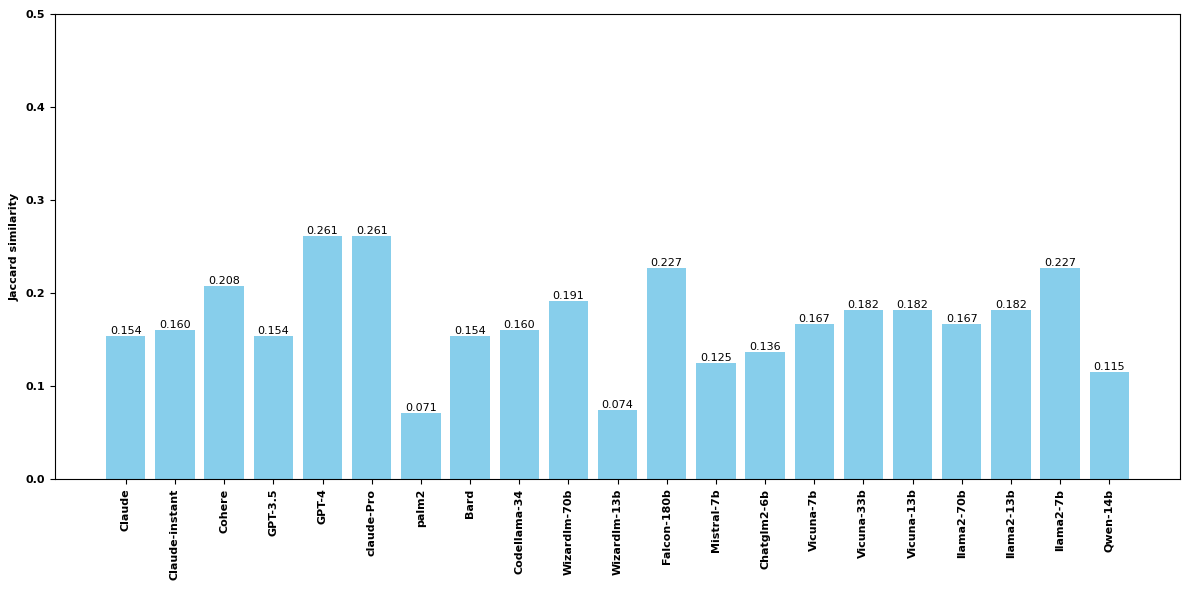 0.5
0.4
0.3
0.2
0.1
0.0
Jaccard similarity
0.154
0.160
0.208
0.154
0.261
0.261
0.071
0.154
0.160
0.191
0.074
0.227
0.125
0.136
0.167
0.182
0.182
0.167
0.182
0.227
0.115
Claude
Claude-instant
Cohere
GPT-3.5
GPT-4
claude-Pro
palm2
Bard
Codellama-34
Wizardlm-70b
Wizardlm-13b
Falcon-180b
Mistral-7b
Chatglm2-6b
Vicuna-7b
Vicuna-33b
Vicuna-13b
llama2-70b
llama2-13b
llama2-7b
Qwen-14b